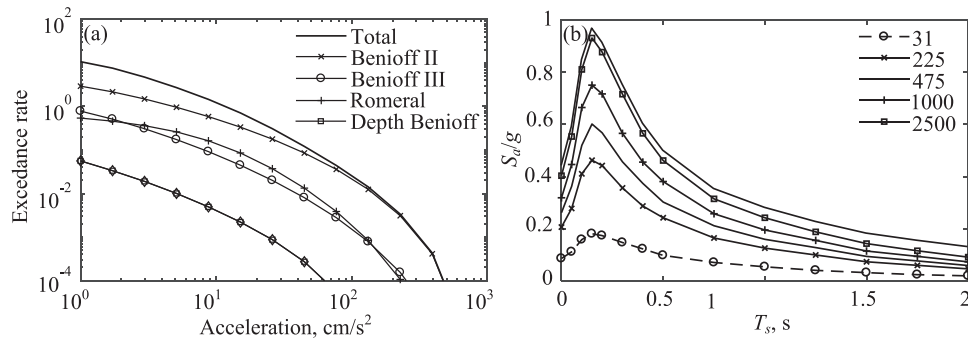 (a)
Total
Benioff II
Benioff III
Romeral
Depth Benioff
Excedance rate
10^2
10^0
10^-2
10^-4
10^0
10^1
10^2
10^3
Acceleration, cm/s^2
(b)
31
225
475
1000
2500
S_a/g
1
0.8
0.6
0.4
0.2
0
0
0.5
1
1.5
2
T_s, s